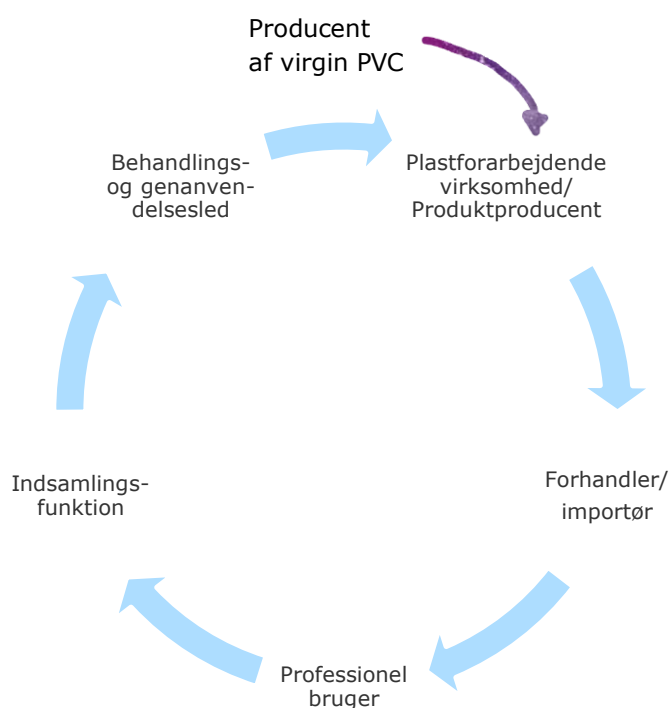 Producent
af virgin PVC
Behandlings-
og genanven-
delsesled
Plastforarbejdende
virksomhed/
Produktproducent
Indsamlings-
funktion
Forhandler/
importør
Professionel
bruger